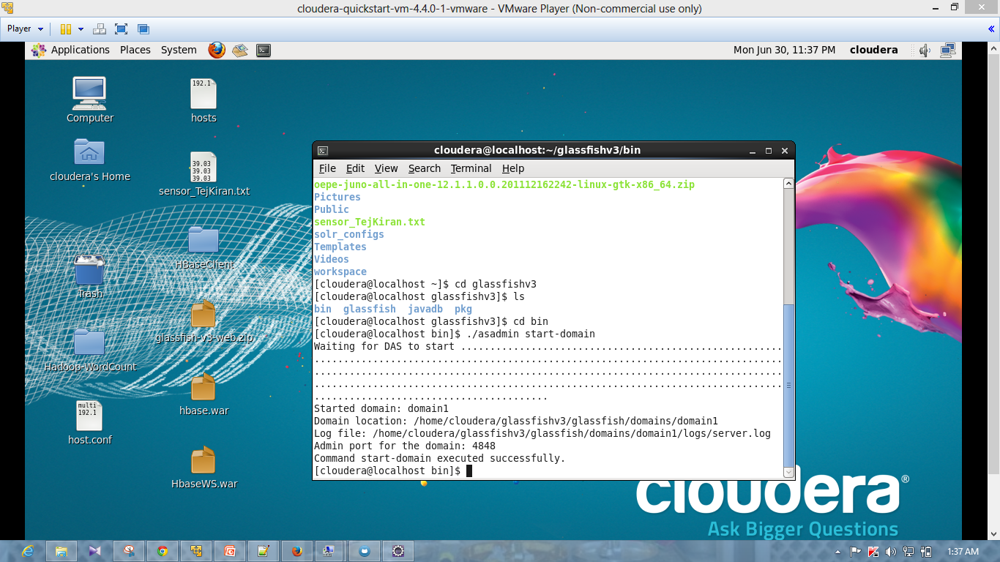 cloudera-quickstart-vm-4.4.0-1-vmware - VMware Player (Non-commercial use only)
Player
Applications Places System
Mon Jun 30, 11:37 PM cloudera
Computer
192.1
hosts
cloudera's Home
39.03
39.03
39.03
sensor_TejKiran.txt
HBaseClient
Trash
glassfish-v3-web.zip
Hadoop-WordCount
hbase.war
multi
192.1
host.conf
HbaseWS.war
cloudera@localhost:~/glassfishv3/bin
File Edit View Search Terminal Help
oepe-juno-all-in-one-12.1.1.0.0.201112162242-linux-gtk-x86_64.zip
Pictures
Public
sensor_TejKiran.txt
solr_configs
Templates
Videos
workspace
[cloudera@localhost ~]$ cd glassfishv3
[cloudera@localhost glassfishv3]$ ls
bin glassfish javadb pkg
[cloudera@localhost glassfishv3]$ cd bin
[cloudera@localhost bin]$ ./asadmin start-domain
Waiting for DAS to start .......................................................
................................................................................
................................................................................
................................................................................
........................................
Started domain: domain1
Domain location: /home/cloudera/glassfishv3/glassfish/domains/domain1
Log file: /home/cloudera/glassfishv3/glassfish/domains/domain1/logs/server.log
Admin port for the domain: 4848
Command start-domain executed successfully.
[cloudera@localhost bin]$
cloudera®
Ask Bigger Questions
1:37 AM